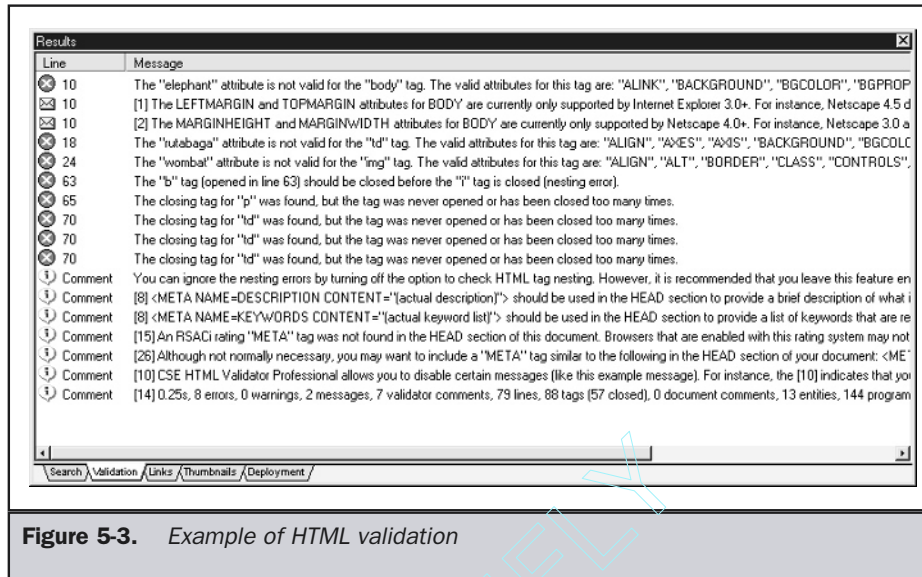 Results
Line Message
10 The "elephant" attribute is not valid for the "body" tag. The valid attributes for this tag are: "ALINK", "BACKGROUND", "BGCOLOR", "BGPROP
10 [1] The LEFTMARGIN and TOPMARGIN attributes for BODY are currently only supported by Internet Explorer 3.0+. For instance, Netscape 4.5 d
10 [2] The MARGINHEIGHT and MARGINWIDTH attributes for BODY are currently only supported by Netscape 4.0+. For instance, Netscape 3.0 a
18 The "rutabaga" attribute is not valid for the "td" tag. The valid attributes for this tag are: "ALIGN", "AXES", "AXIS", "BACKGROUND", "BGCOLC
24 The "wombat" attribute is not valid for the "img" tag. The valid attributes for this tag are: "ALIGN", "ALT", "BORDER", "CLASS", "CONTROLS",
63 The "b" tag (opened in line 63) should be closed before the "i" tag is closed (nesting error).
65 The closing tag for "p" was found, but the tag was never opened or has been closed too many times.
70 The closing tag for "td" was found, but the tag was never opened or has been closed too many times.
70 The closing tag for "td" was found, but the tag was never opened or has been closed too many times.
70 The closing tag for "td" was found, but the tag was never opened or has been closed too many times.
Comment You can ignore the nesting errors by turning off the option to check HTML tag nesting. However, it is recommended that you leave this feature en
Comment [8] <META NAME=DESCRIPTION CONTENT="(actual description)"> should be used in the HEAD section to provide a brief description of what i
Comment [8] <META NAME=KEYWORDS CONTENT="(actual keyword list)"> should be used in the HEAD section to provide a list of keywords that are re
Comment [15] An RSACi rating "META" tag was not found in the HEAD section of this document. Browsers that are enabled with this rating system may not
Comment [26] Although not normally necessary, you may want to include a "META" tag similar to the following in the HEAD section of your document: <ME
Comment [10] CSE HTML Validator Professional allows you to disable certain messages (like this example message). For instance, the [10] indicates that you
Comment [14] 0.25s, 8 errors, 0 warnings, 2 messages, 7 validator comments, 79 lines, 88 tags (57 closed), 0 document comments, 13 entities, 144 program
Search Validation Links Thumbnails Deployment
Figure 5-3. Example of HTML validation